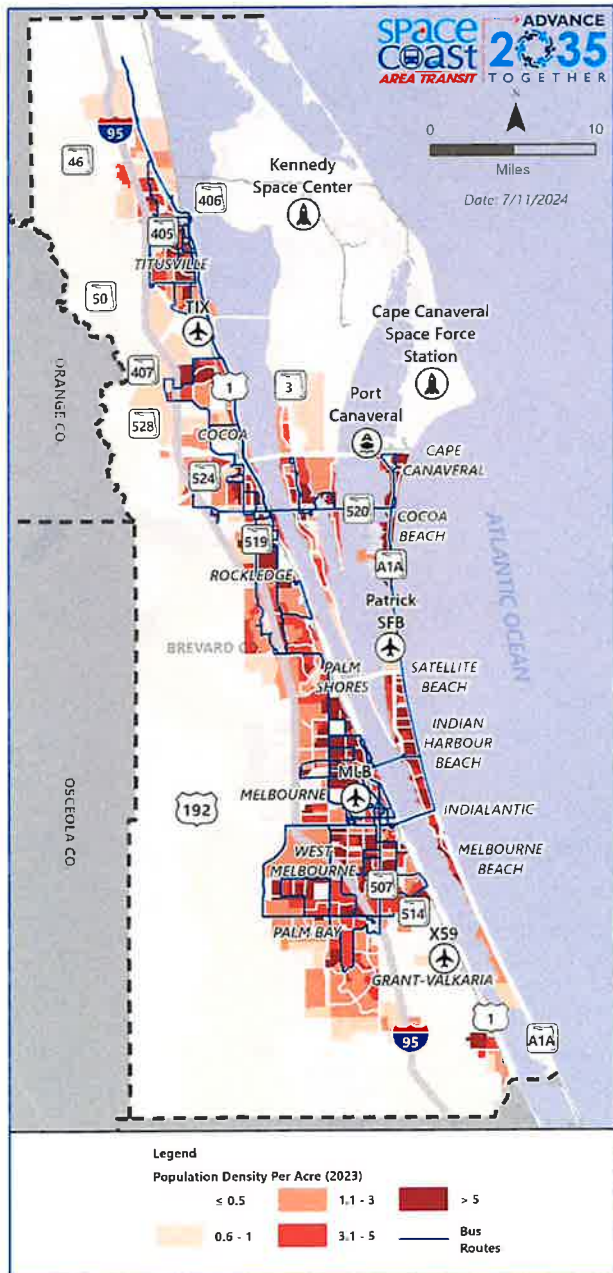 space
coast
AREA TRANSIT
ADVANCE
2035
TOGETHER
N
0 10
Miles
Date: 7/11/2024
95
46
406
Kennedy
Space Center
405
TITUSVILLE
50
TIX
Cape Canaveral
Space Force
Station
ORANGE CO.
407
1
3
Port
Canaveral
528
COCOA
CAPE
CANAVERAL
524
520
COCOA
BEACH
519
A1A
ATLANTIC OCEAN
ROCKLEDGE
Patrick
SFB
BREVARD CO.
PALM
SHORES
SATELLITE
BEACH
INDIAN
HARBOUR
BEACH
OSCEOLA CO
192
MELBOURNE
MLB
INDIALANTIC
WEST
MELBOURNE
MELBOURNE
BEACH
507
514
PALM BAY
X59
GRANT-VALKARIA
1
95
A1A
Legend
Population Density Per Acre (2023)
≤ 0.5 1.1 - 3 > 5
0.6 - 1 3.1 - 5 Bus
Routes